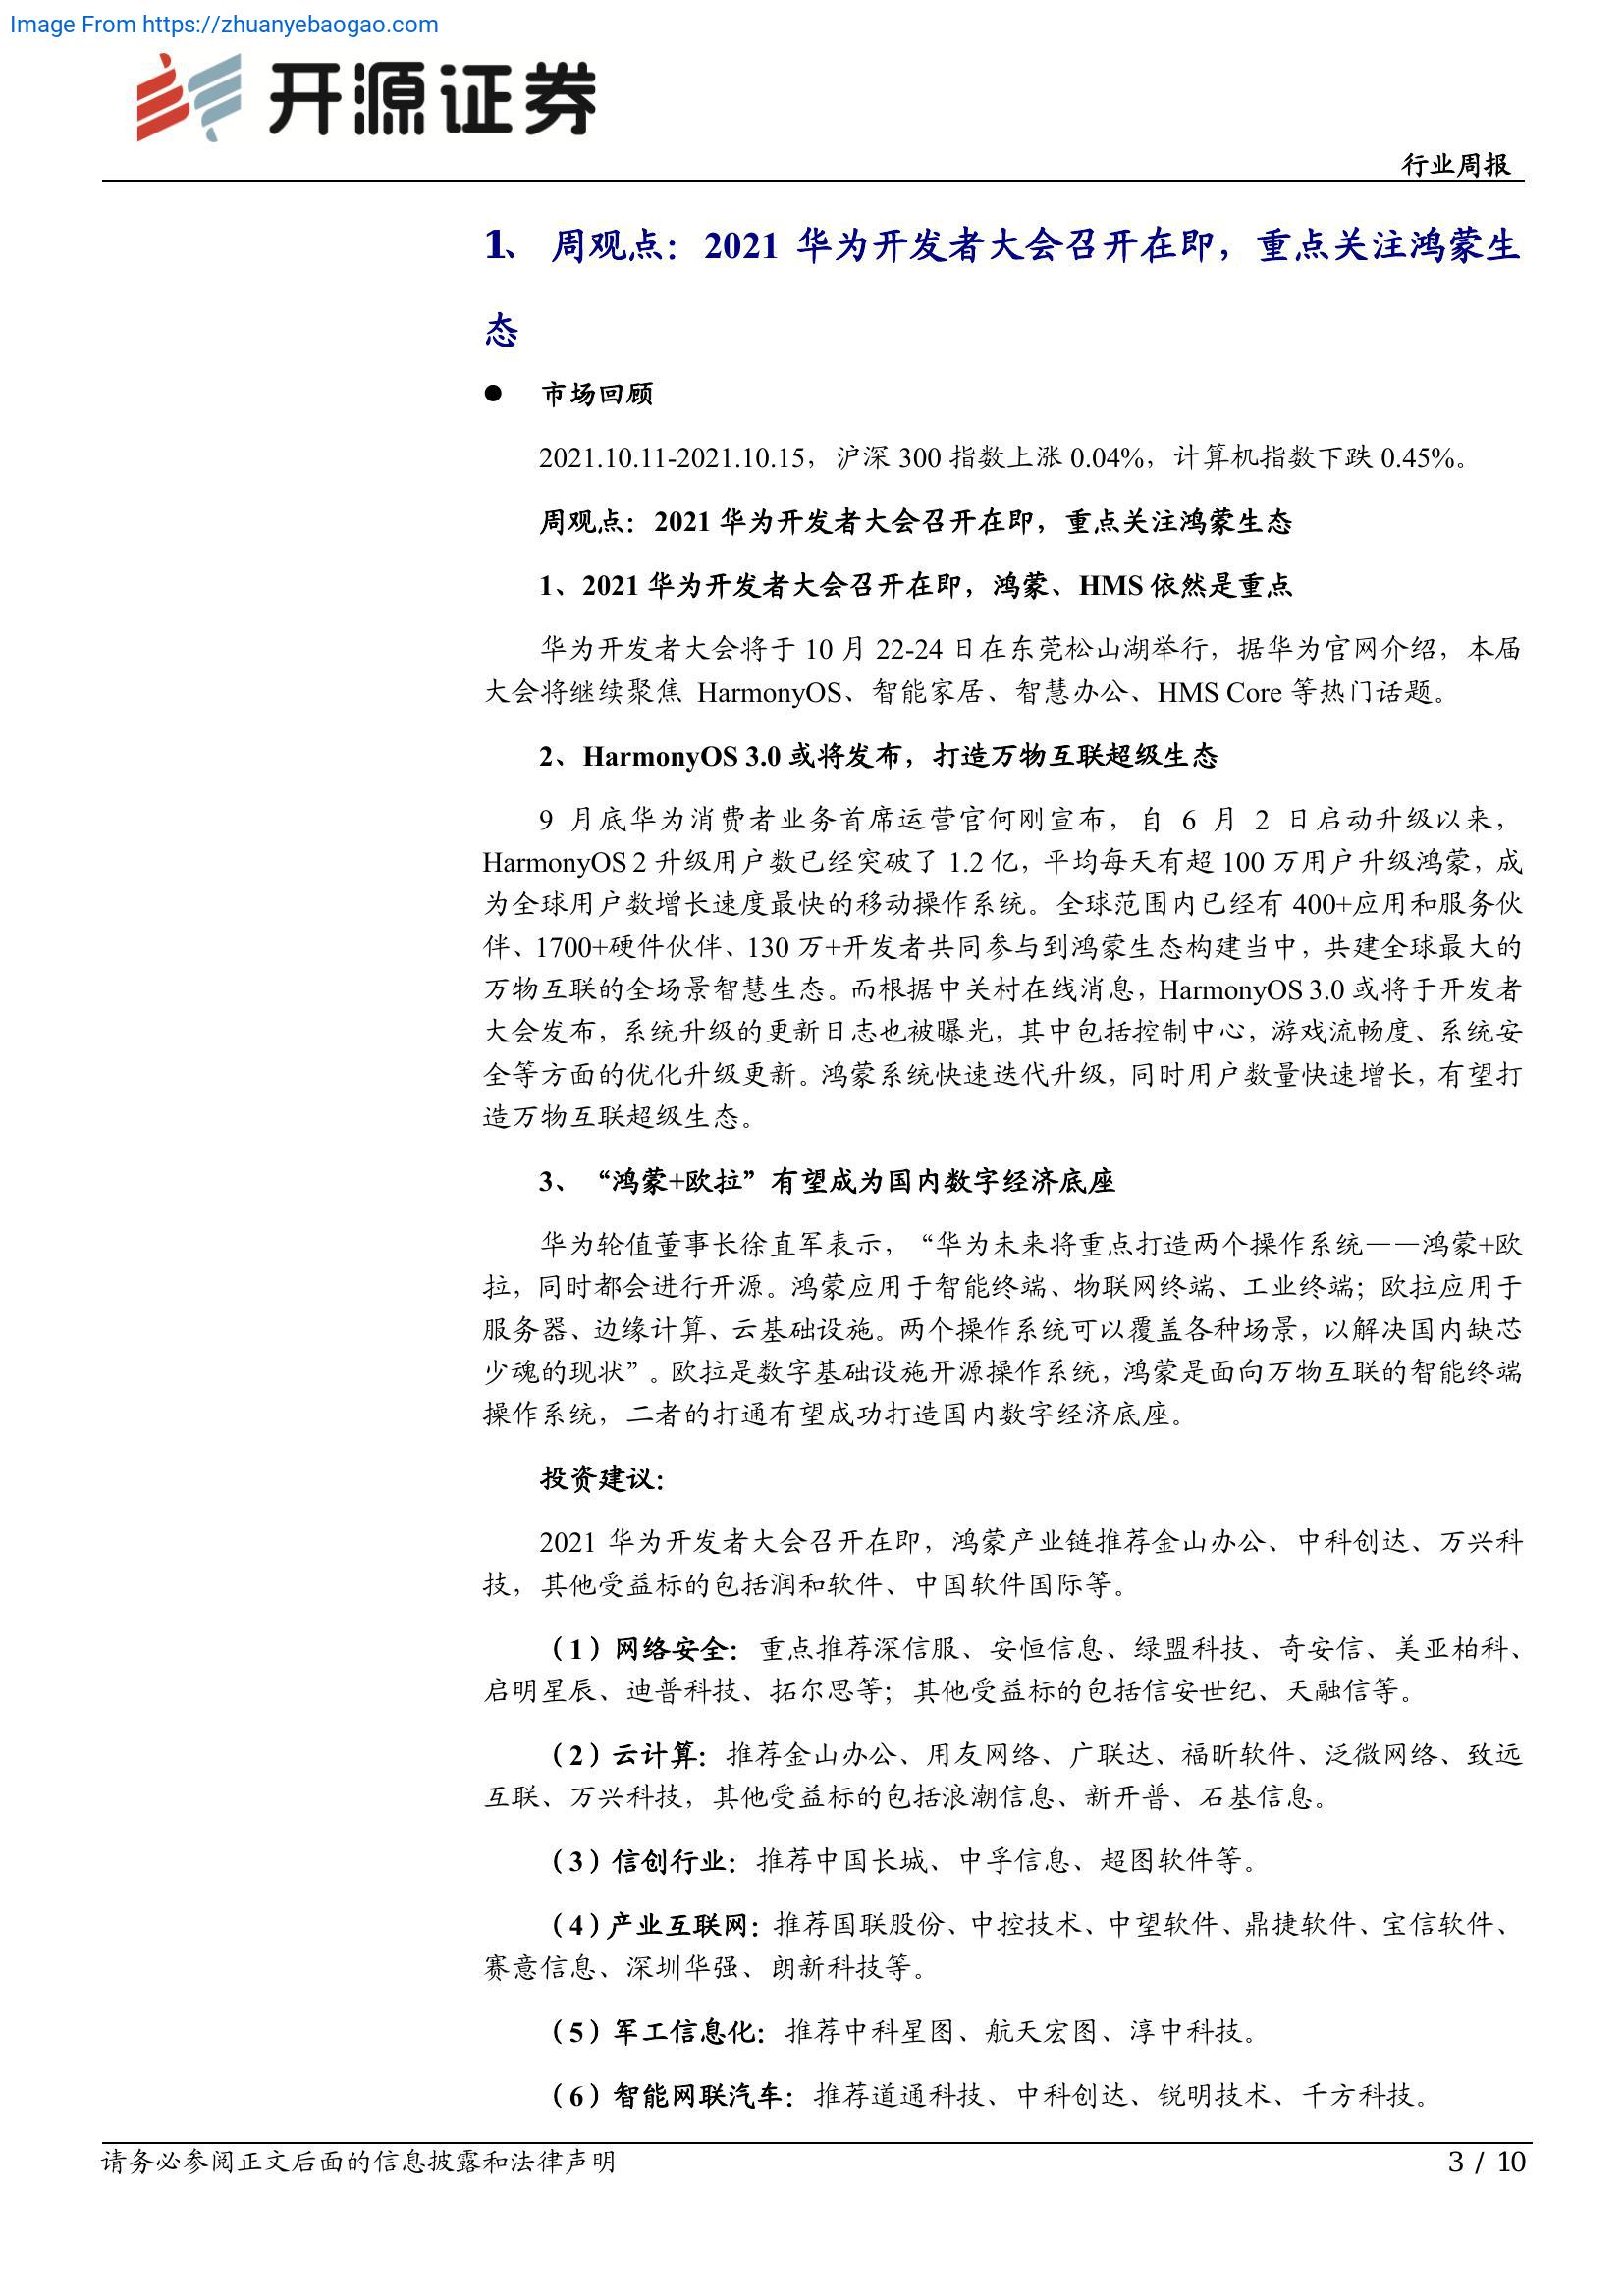 Image From https://zhuanyebaogao.com
开源证券
行业周报
1、 周观点：2021 华为开发者大会召开在即，重点关注鸿蒙生
态
● 市场回顾
2021.10.11-2021.10.15，沪深 300 指数上涨 0.04%，计算机指数下跌 0.45%。
周观点：2021 华为开发者大会召开在即，重点关注鸿蒙生态
1、2021 华为开发者大会召开在即，鸿蒙、HMS 依然是重点
华为开发者大会将于 10 月 22-24 日在东莞松山湖举行，据华为官网介绍，本届
大会将继续聚焦 HarmonyOS、智能家居、智慧办公、HMS Core 等热门话题。
2、HarmonyOS 3.0 或将发布，打造万物互联超级生态
9 月底华为消费者业务首席运营官何刚宣布，自 6 月 2 日启动升级以来，
HarmonyOS 2 升级用户数已经突破了 1.2 亿，平均每天有超 100 万用户升级鸿蒙，成
为全球用户数增长速度最快的移动操作系统。全球范围内已经有 400+应用和服务伙
伴、1700+硬件伙伴、130 万+开发者共同参与到鸿蒙生态构建当中，共建全球最大的
万物互联的全场景智慧生态。而根据中关村在线消息，HarmonyOS 3.0 或将于开发者
大会发布，系统升级的更新日志也被曝光，其中包括控制中心，游戏流畅度、系统安
全等方面的优化升级更新。鸿蒙系统快速迭代升级，同时用户数量快速增长，有望打
造万物互联超级生态。
3、 “鸿蒙+欧拉”有望成为国内数字经济底座
华为轮值董事长徐直军表示，“华为未来将重点打造两个操作系统——鸿蒙+欧
拉，同时都会进行开源。鸿蒙应用于智能终端、物联网终端、工业终端；欧拉应用于
服务器、边缘计算、云基础设施。两个操作系统可以覆盖各种场景，以解决国内缺芯
少魂的现状”。欧拉是数字基础设施开源操作系统，鸿蒙是面向万物互联的智能终端
操作系统，二者的打通有望成功打造国内数字经济底座。
投资建议：
2021 华为开发者大会召开在即，鸿蒙产业链推荐金山办公、中科创达、万兴科
技，其他受益标的包括润和软件、中国软件国际等。
（1）网络安全：重点推荐深信服、安恒信息、绿盟科技、奇安信、美亚柏科、
启明星辰、迪普科技、拓尔思等；其他受益标的包括信安世纪、天融信等。
（2）云计算：推荐金山办公、用友网络、广联达、福昕软件、泛微网络、致远
互联、万兴科技，其他受益标的包括浪潮信息、新开普、石基信息。
（3）信创行业：推荐中国长城、中孚信息、超图软件等。
（4）产业互联网：推荐国联股份、中控技术、中望软件、鼎捷软件、宝信软件、
赛意信息、深圳华强、朗新科技等。
（5）军工信息化：推荐中科星图、航天宏图、淳中科技。
（6）智能网联汽车：推荐道通科技、中科创达、锐明技术、千方科技。
请务必参阅正文后面的信息披露和法律声明
3 / 10